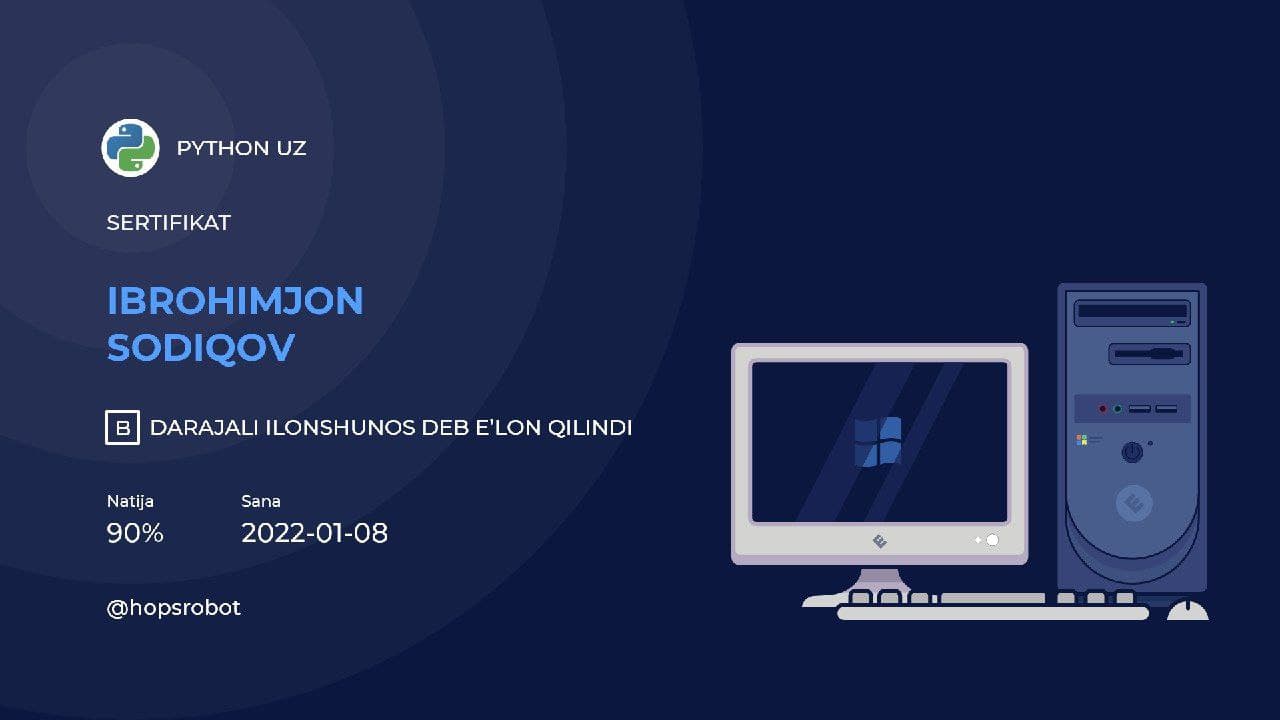 PYTHON UZ
SERTIFIKAT
IBROHIMJON
SODIQOV
B DARAJALI ILONSHUNOS DEB E'LON QILINDI
Natija Sana
90% 2022-01-08
@hopsrobot